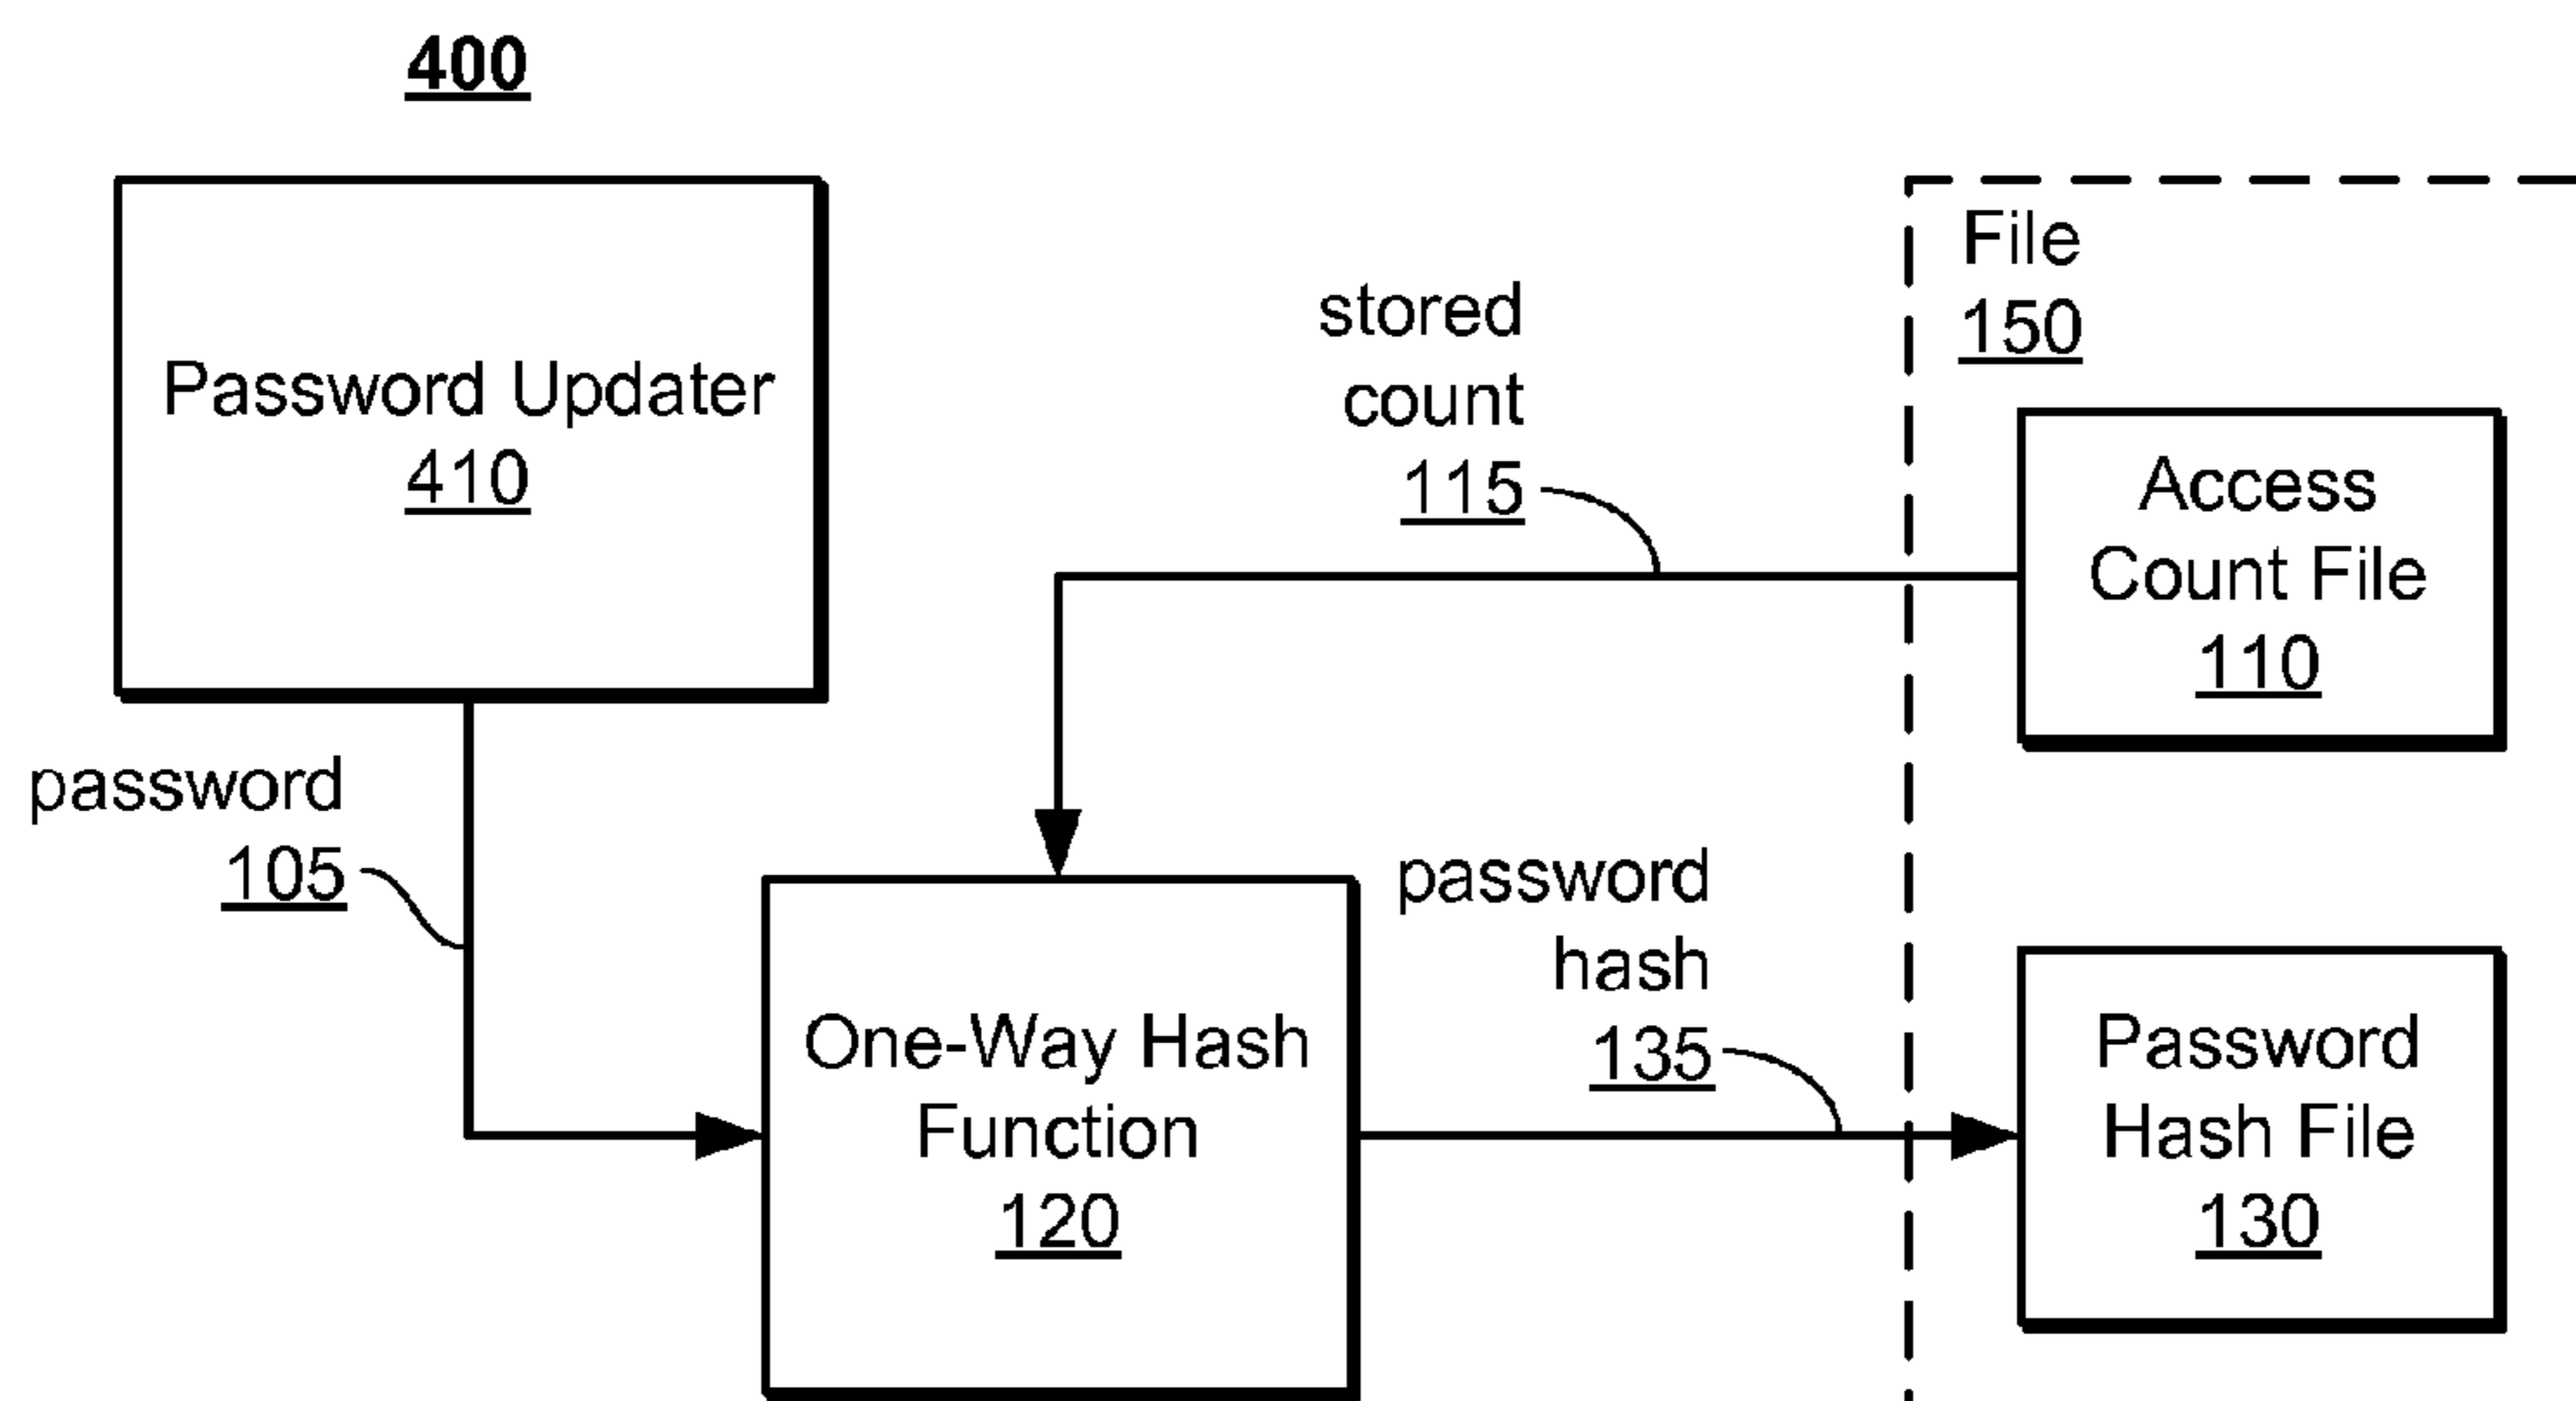 400
Password Updater
410
File
150
stored
count
115
Access
Count File
110
password
105
password
hash
135
One-Way Hash
Function
120
Password
Hash File
130